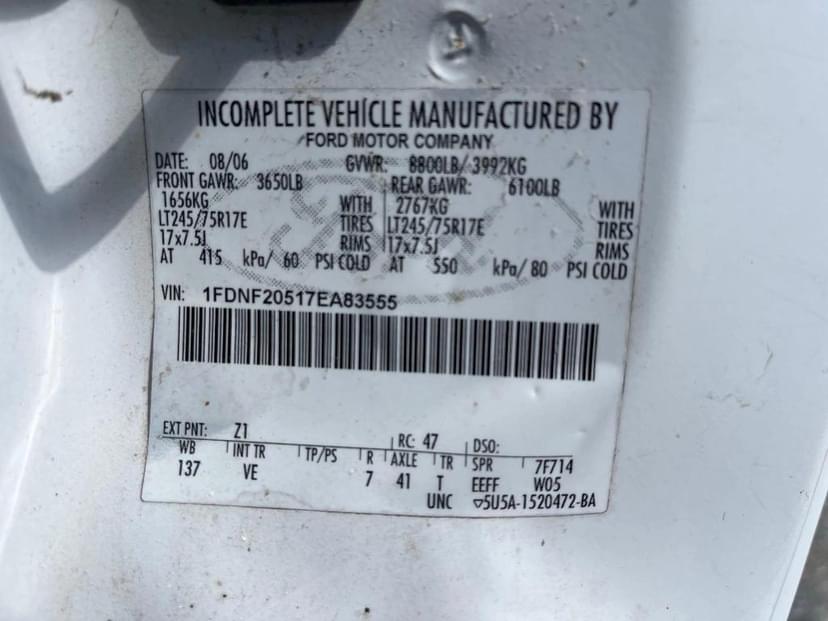 INCOMPLETE VEHICLE MANUFACTURED BY
FORD MOTOR COMPANY
DATE: 08/06 GVWR: 8800LB/ 3992KG
FRONT GAWR: 3650LB REAR GAWR: 6100LB
1656KG WITH 2767KG WITH
LT245/75R17E TIRES LT245/75R17E TIRES
17x7.5J RIMS 17x7.5J RIMS
AT 415 kPa/ 60 PSI COLD AT 550 kPa/ 80 PSI COLD
VIN: 1FDNF20517EA83555
EXT PNT: Z1 RC: 47 DSO:
WB INT TR TP/PS R AXLE TR SPR 7F714
137 VE 7 41 T EEFF W05
UNC ▽5U5A-1520472-BA